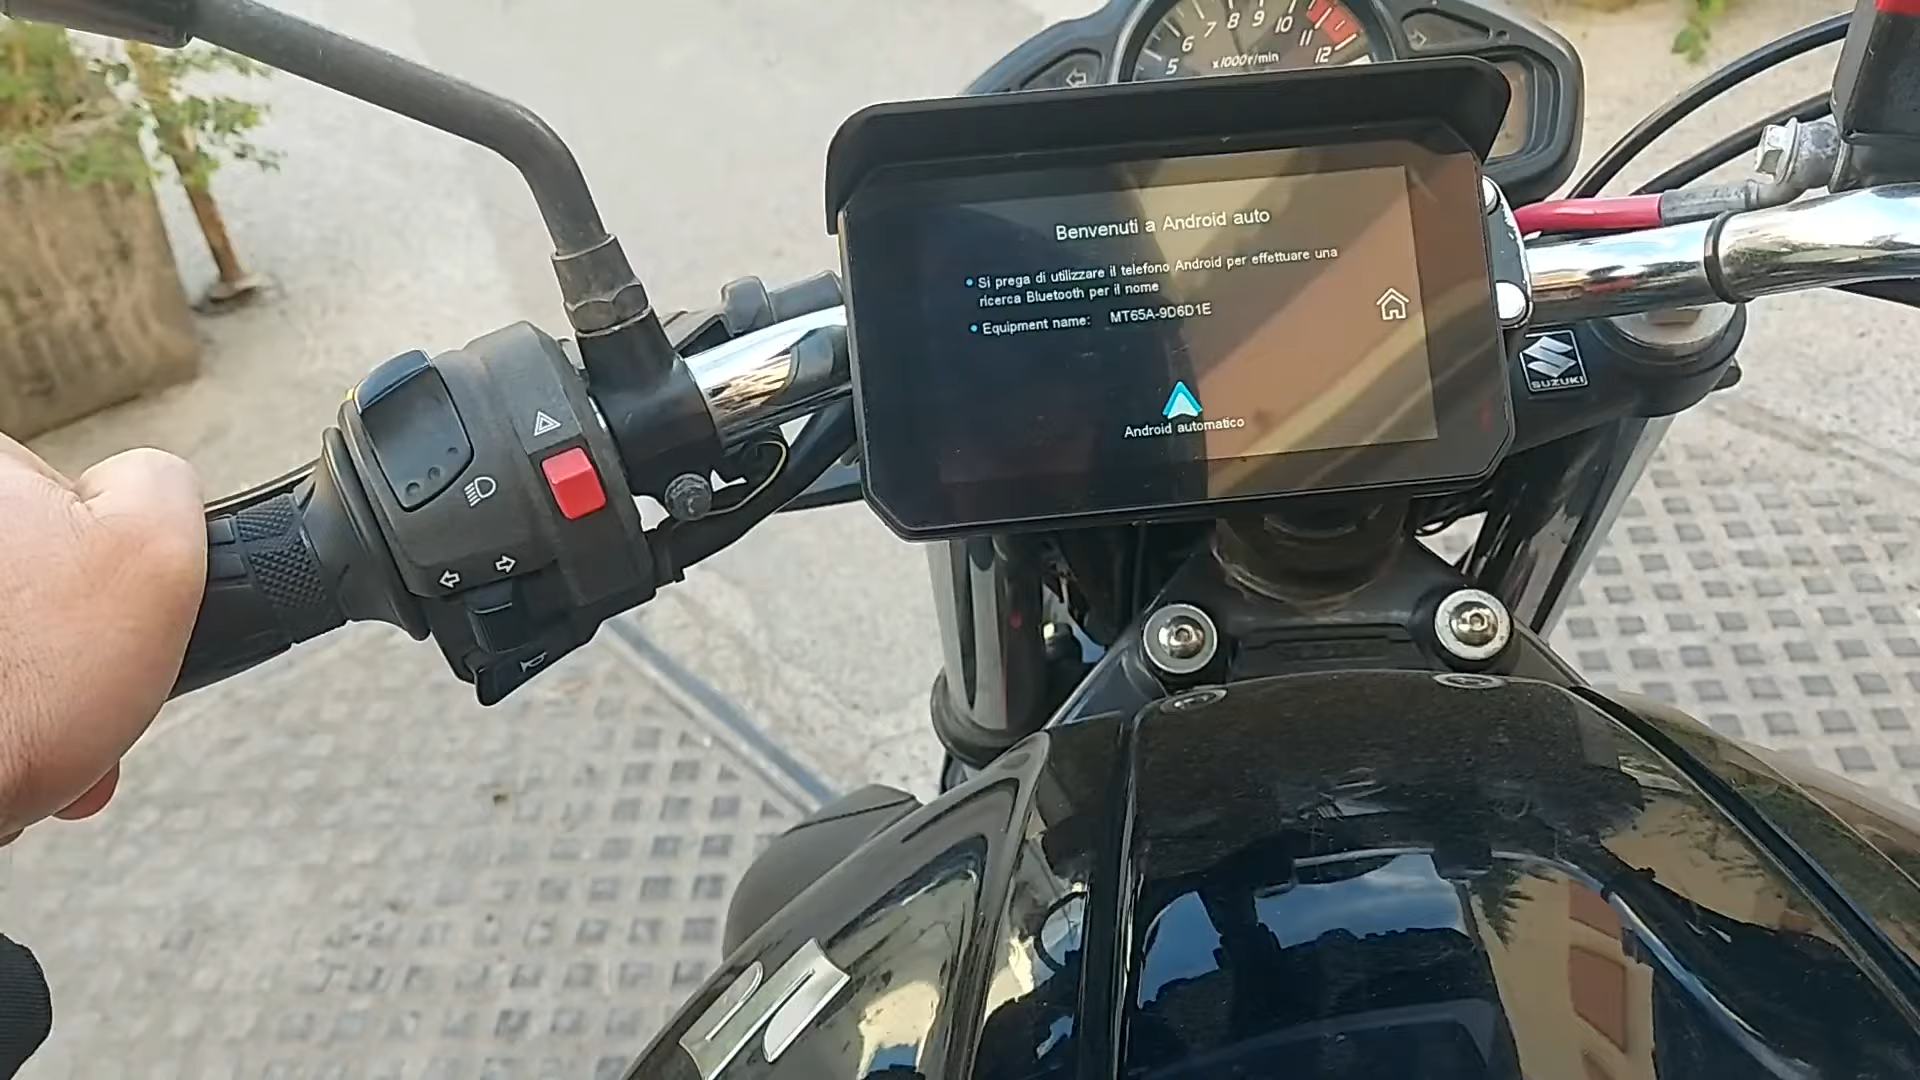 5 6 7 8 9 10 11 12
x1000r/min
Benvenuti a Android auto
Si prega di utilizzare il telefono Android per effettuare una
ricerca Bluetooth per il nome
Equipment name: MT65A-9D6D1E
Android automatico
SUZUKI